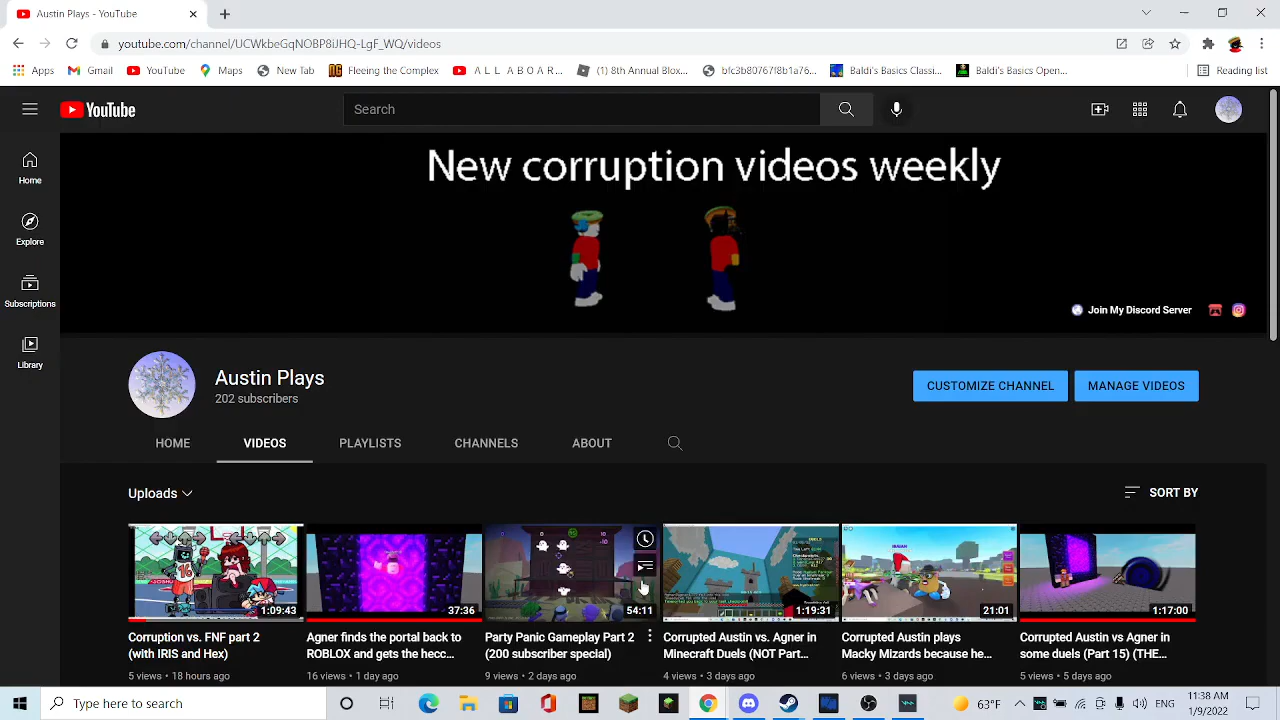 Austin Plays - YouTube
youtube.com/channel/UCWkbeGqNOBP8iJHQ-LgF_WQ/videos
Apps Gmail YouTube Maps New Tab Fleeing the Complex A L L A B O A R... (1) 8th Annual Blox... Baldi's Basics Classi... Baldi's Basics Open... Reading list
YouTube
Search
New corruption videos weekly
Home
Explore
Subscriptions
Library
Join My Discord Server
Austin Plays
202 subscribers
CUSTOMIZE CHANNEL
MANAGE VIDEOS
HOME VIDEOS PLAYLISTS CHANNELS ABOUT
Uploads
SORT BY
1:09:43
37:36
54:11
1:19:31
21:01
1:17:00
Corruption vs. FNF part 2
(with IRIS and Hex)
5 views • 18 hours ago
Agner finds the portal back to
ROBLOX and gets the hecc...
16 views • 1 day ago
Party Panic Gameplay Part 2
(200 subscriber special)
9 views • 2 days ago
Corrupted Austin vs. Agner in
Minecraft Duels (NOT Part...
4 views • 3 days ago
Corrupted Austin plays
Macky Mizards because he...
6 views • 3 days ago
Corrupted Austin vs Agner in
some duels (Part 15) (THE...
5 views • 5 days ago
Type here to search
63°F
11:38 AM
1/9/2022